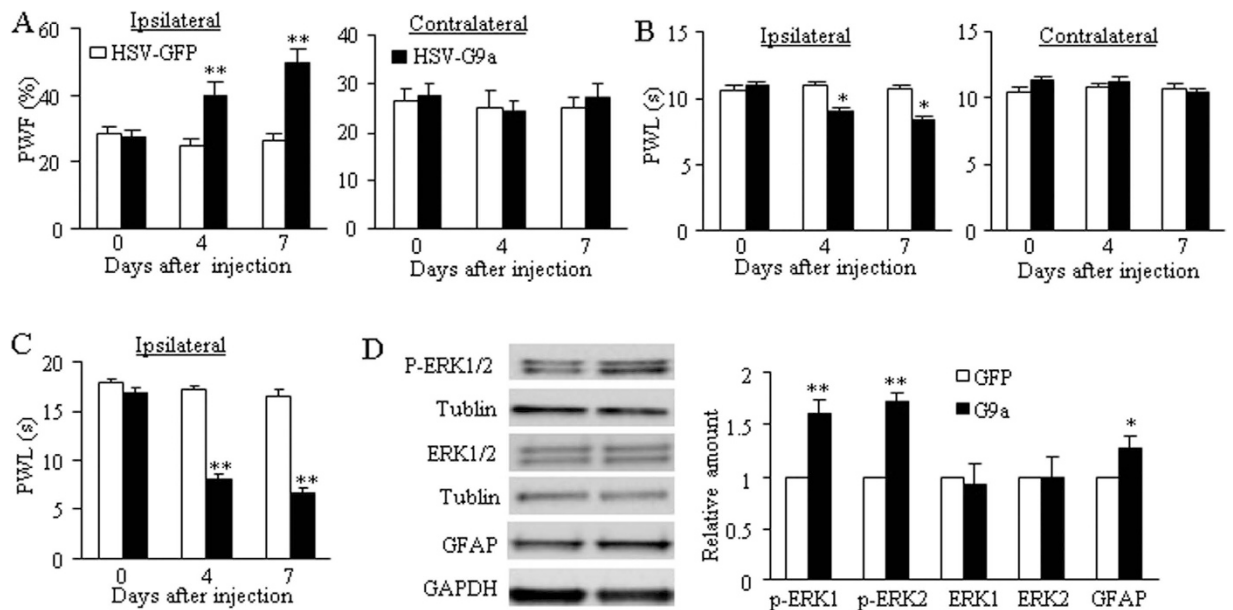 A
Ipsilateral
PWF (%)
60
40
20
0
HSV-GFP
**
**
0 4 7
Days after injection
Contralateral
40
30
20
10
0
HSV-G9a
0 4 7
Days after injection
B
Ipsilateral
PWL (s)
15
10
5
0
*
*
0 4 7
Days after injection
Contralateral
15
10
5
0
0 4 7
Days after injection
C
Ipsilateral
PWL (s)
20
15
10
5
0
**
**
0 4 7
Days after injection
D
P-ERK1/2
Tublin
ERK1/2
Tublin
GFAP
GAPDH
Relative amount
2
1.5
1
0.5
0
GFP
G9a
**
**
*
p-ERK1 p-ERK2 ERK1 ERK2 GFAP